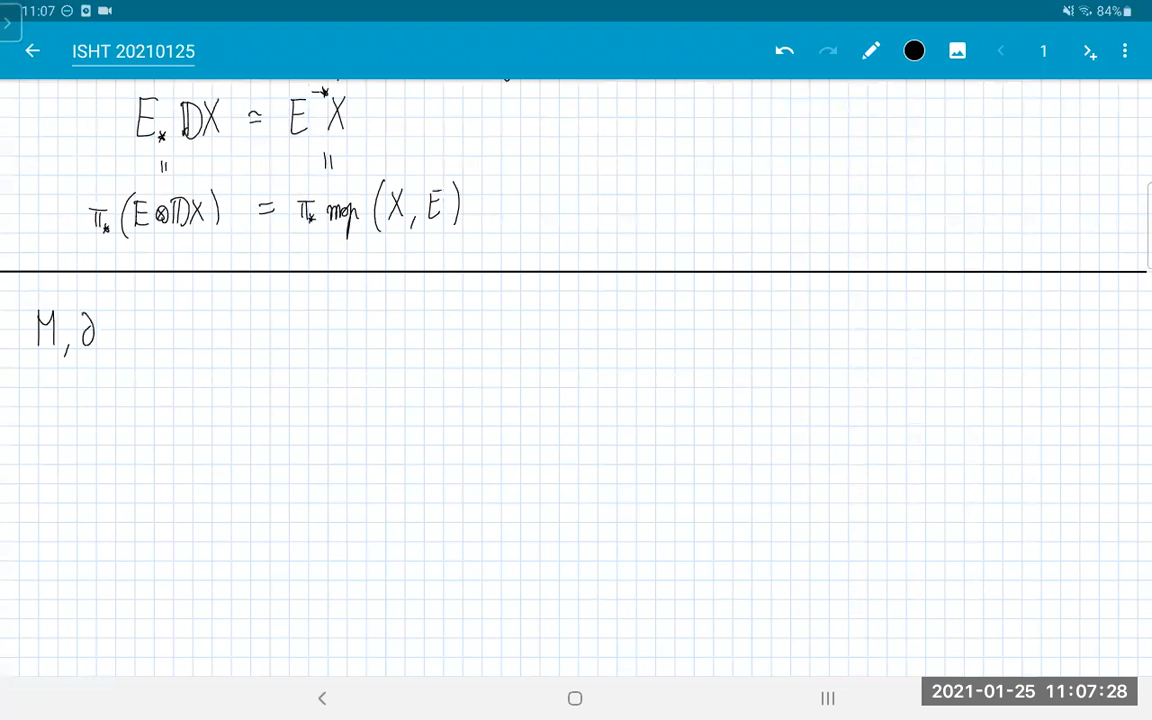 11:07 84%
ISHT 20210125 1
E_* DX ≃ E^{-*} X
= =
π_* (E ⊗ DX) = π_* map (X, E)
M, ∂
2021-01-25 11:07:28